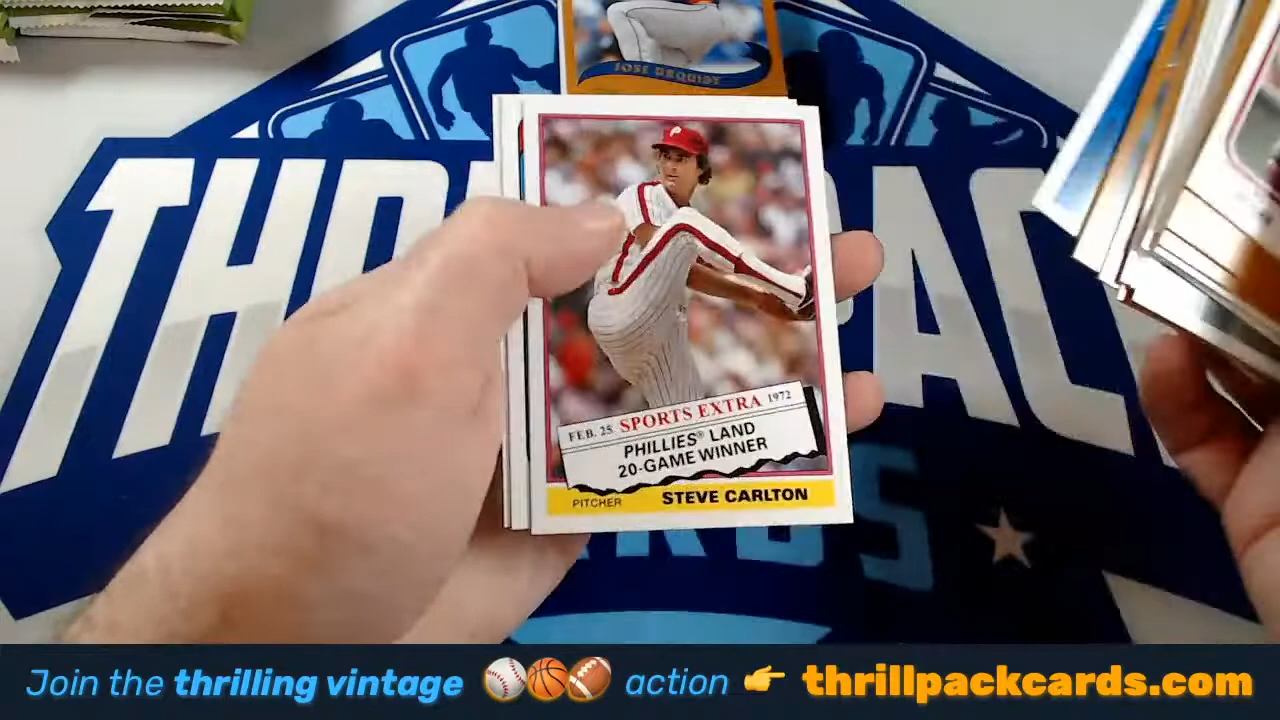 JOSE URQUIDY
FEB. 25 SPORTS EXTRA 1972
PHILLIES® LAND
20-GAME WINNER
PITCHER STEVE CARLTON
Join the thrilling vintage action thrillpackcards.com